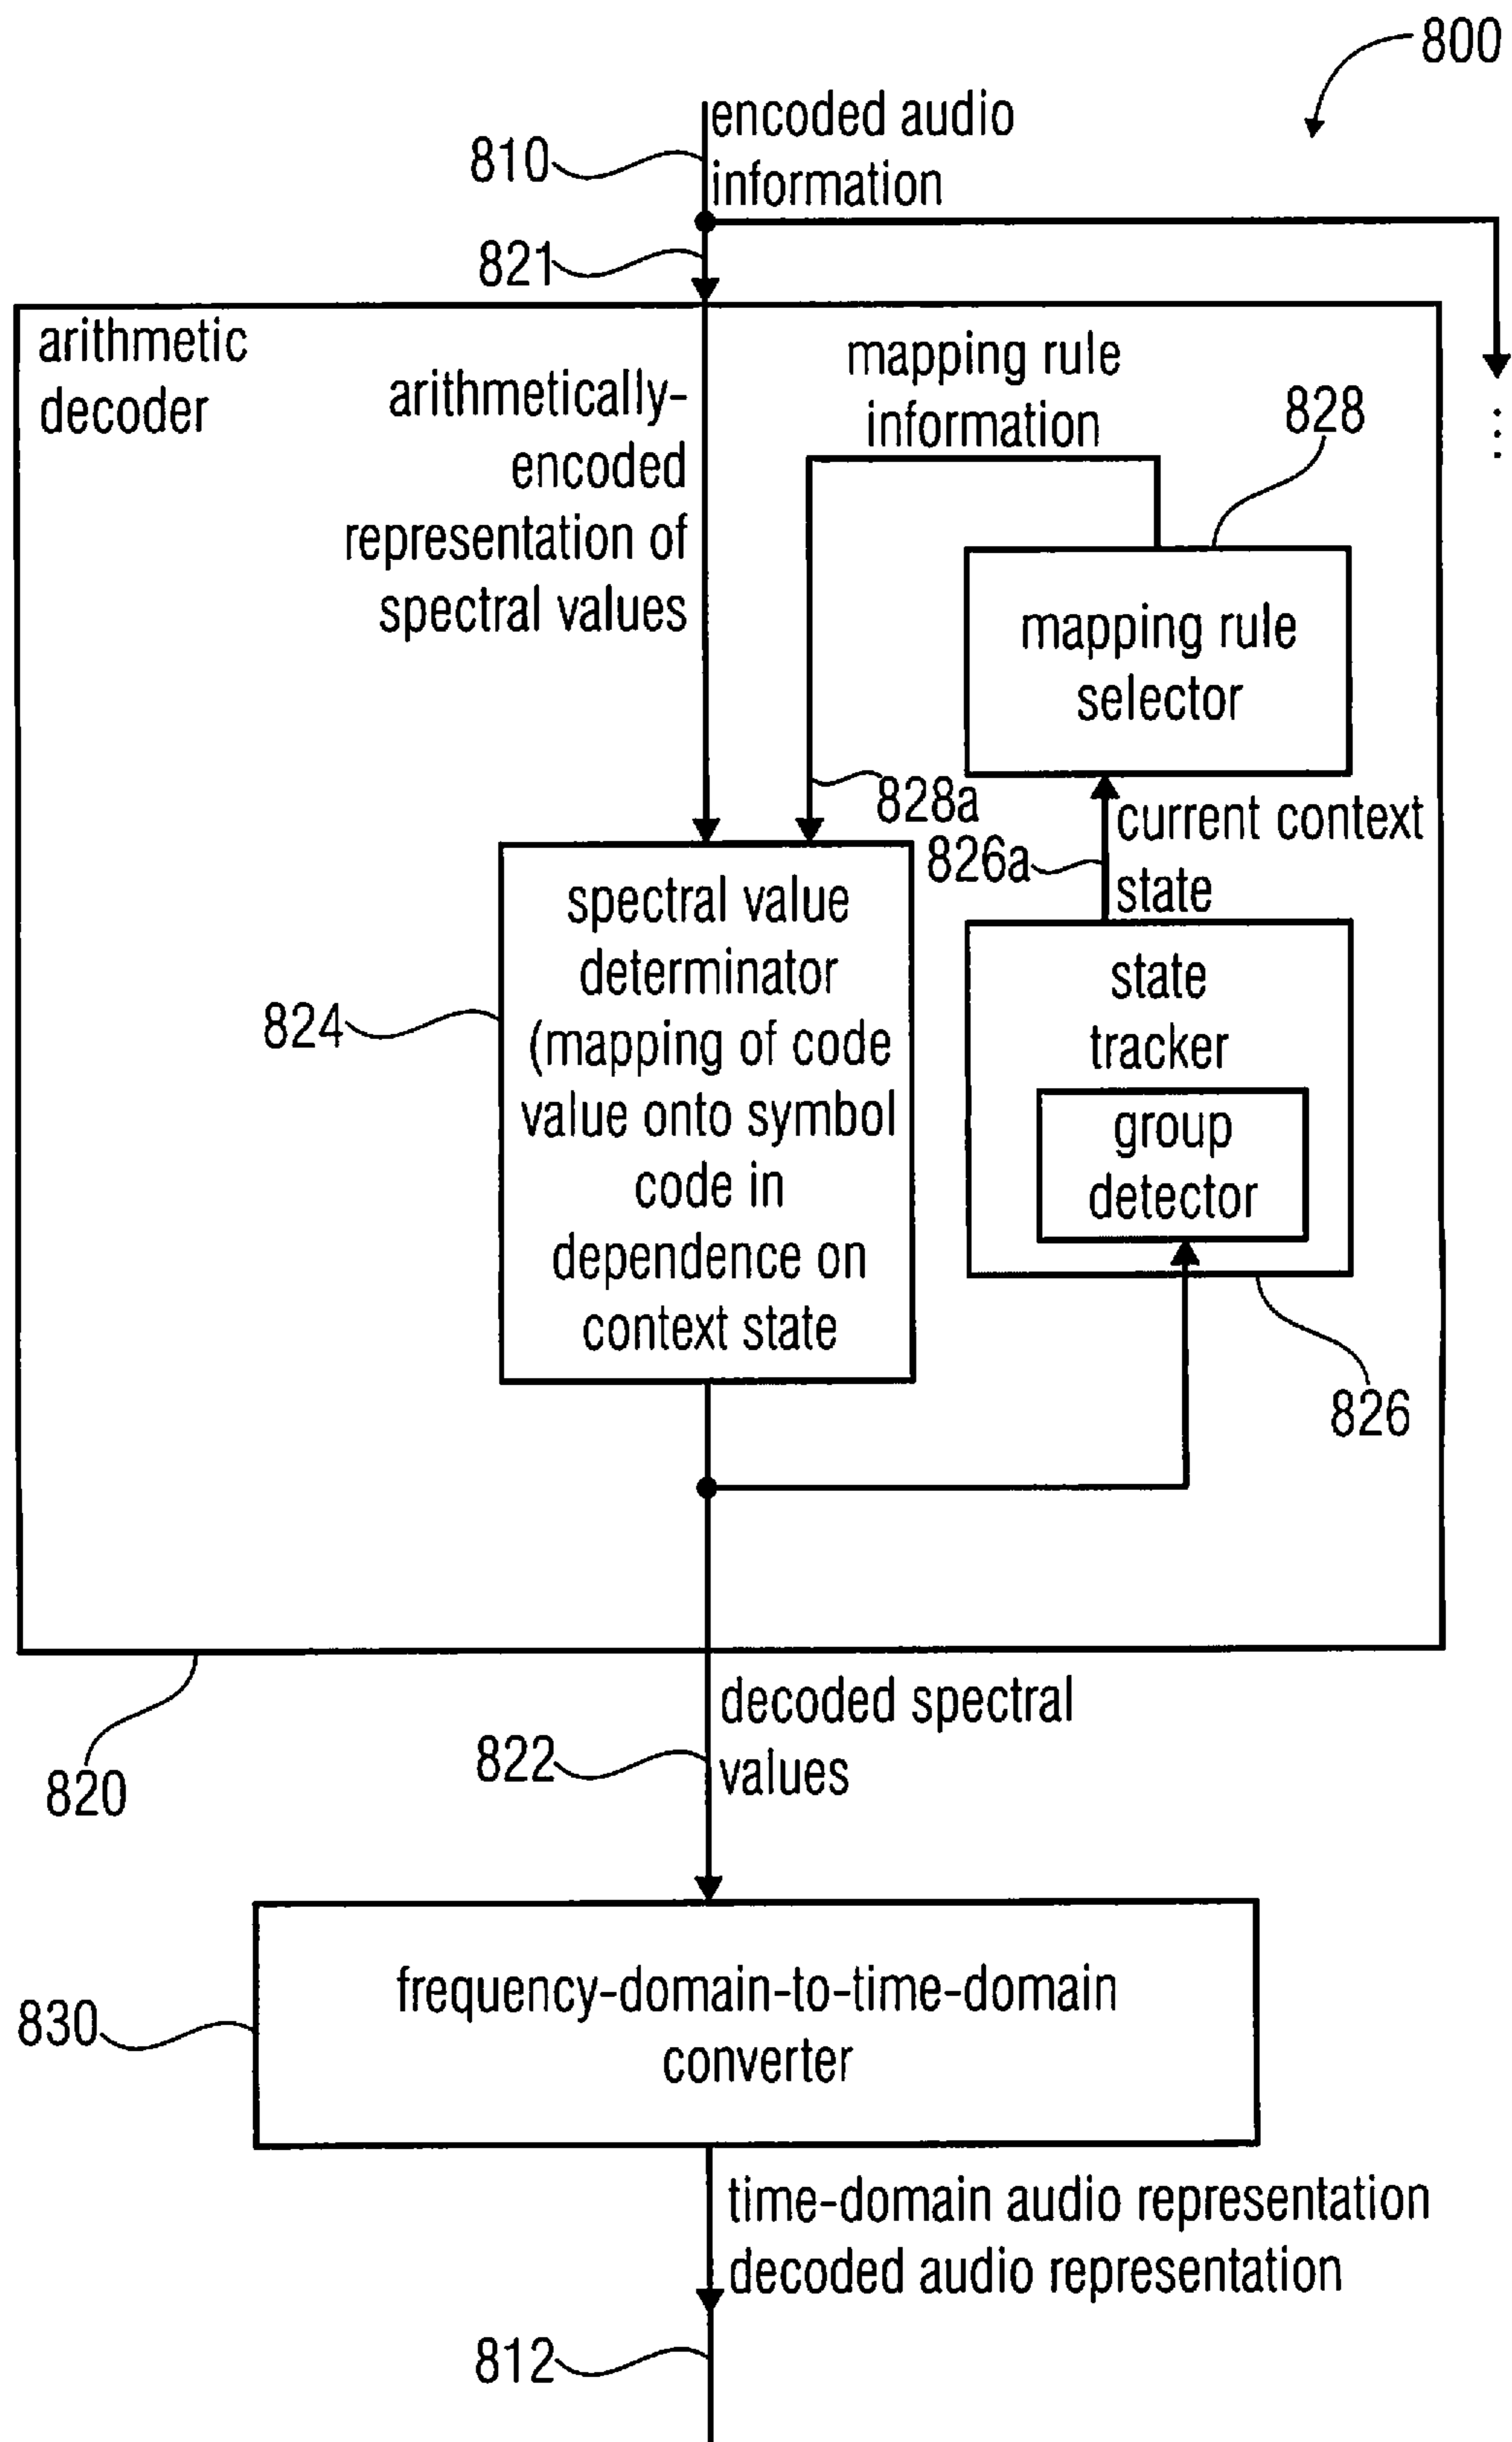 800
encoded audio
information
810
821
arithmetic
decoder
arithmetically-
encoded
representation of
spectral values
mapping rule
information
828
mapping rule
selector
828a
current context
state
826a
spectral value
determinator
(mapping of code
value onto symbol
code in
dependence on
context state
824
state
tracker
group
detector
826
decoded spectral
values
822
820
frequency-domain-to-time-domain
converter
830
time-domain audio representation
decoded audio representation
812